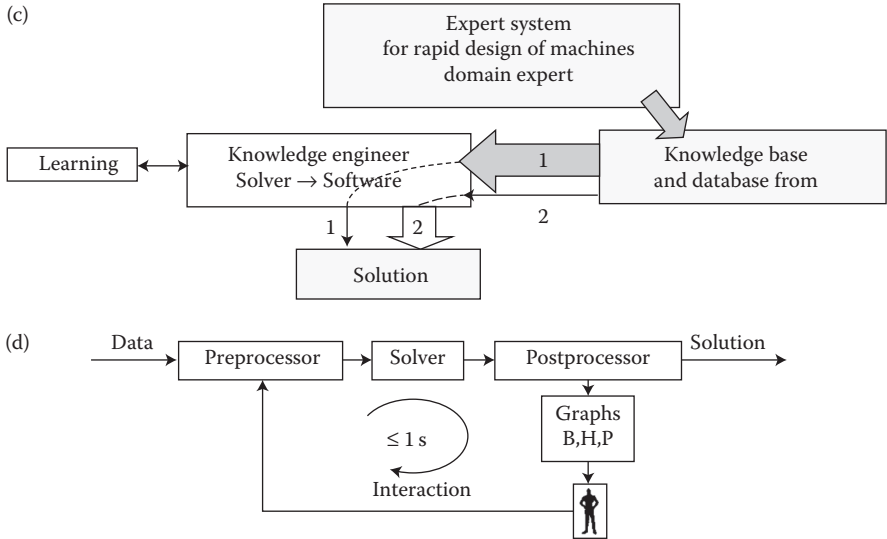 (c)
Expert system
for rapid design of machines
domain expert
Learning
Knowledge engineer
Solver → Software
1
Knowledge base
and database from
1
2
2
Solution
(d)
Data
Preprocessor
Solver
Postprocessor
Solution
≤ 1 s
Interaction
Graphs
B,H,P